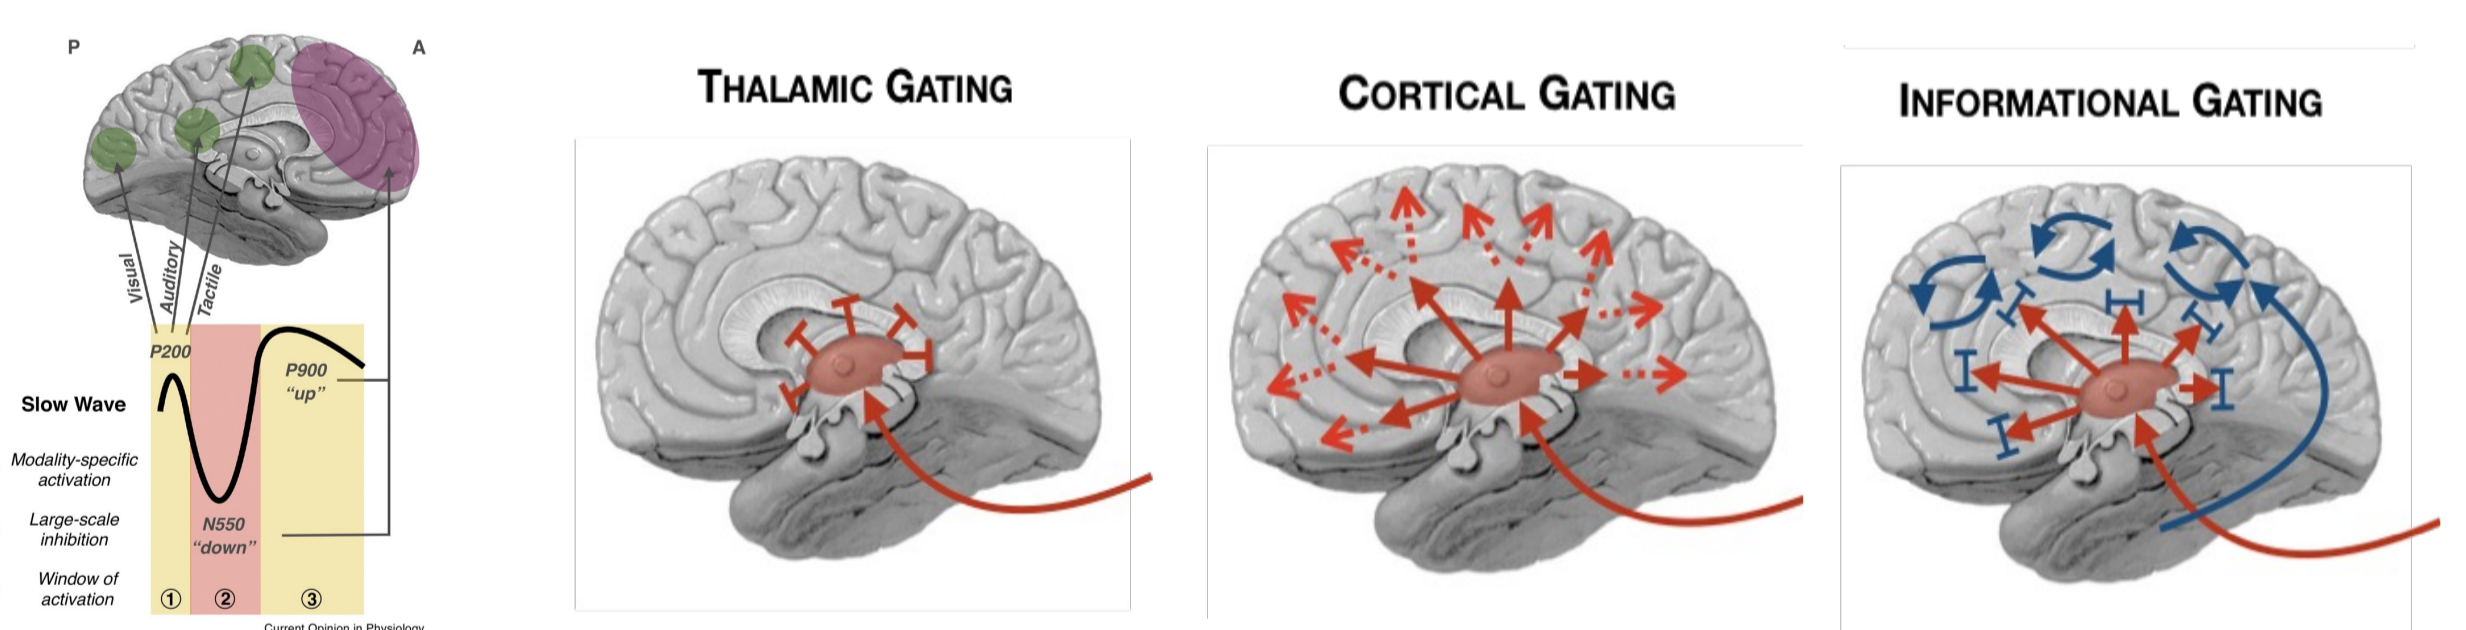 P
A
Visual
Auditory
Tactile
P200
P900
“up”
Slow Wave
Modality-specific
activation
Large-scale
inhibition
N550
“down”
Window of
activation
①
②
③
Current Opinion in Physiology
THALAMIC GATING
CORTICAL GATING
INFORMATIONAL GATING